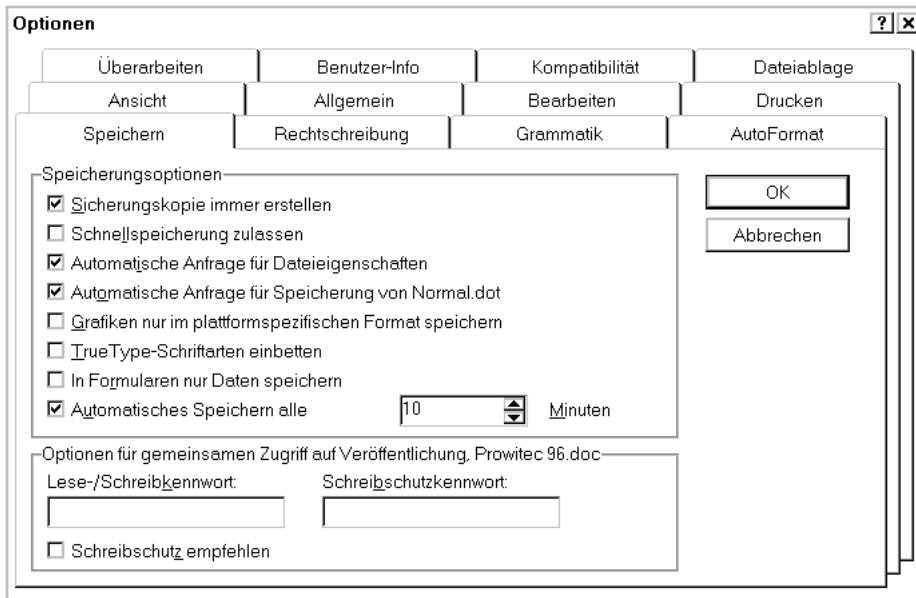 Optionen
Überarbeiten Benutzer-Info Kompatibilität Dateiablage
Ansicht Allgemein Bearbeiten Drucken
Speichern Rechtschreibung Grammatik AutoFormat
Speicherungsoptionen
Sicherungskopie immer erstellen
OK
Schnellspeicherung zulassen
Abbrechen
Automatische Anfrage für Dateieigenschaften
Automatische Anfrage für Speicherung von Normal.dot
Grafiken nur im plattformspezifischen Format speichern
TrueType-Schriftarten einbetten
In Formularen nur Daten speichern
Automatisches Speichern alle 10 Minuten
Optionen für gemeinsamen Zugriff auf Veröffentlichung, Prowitec 96.doc
Lese-/Schreibkennwort: Schreibschutzkennwort:
Schreibschutz empfehlen